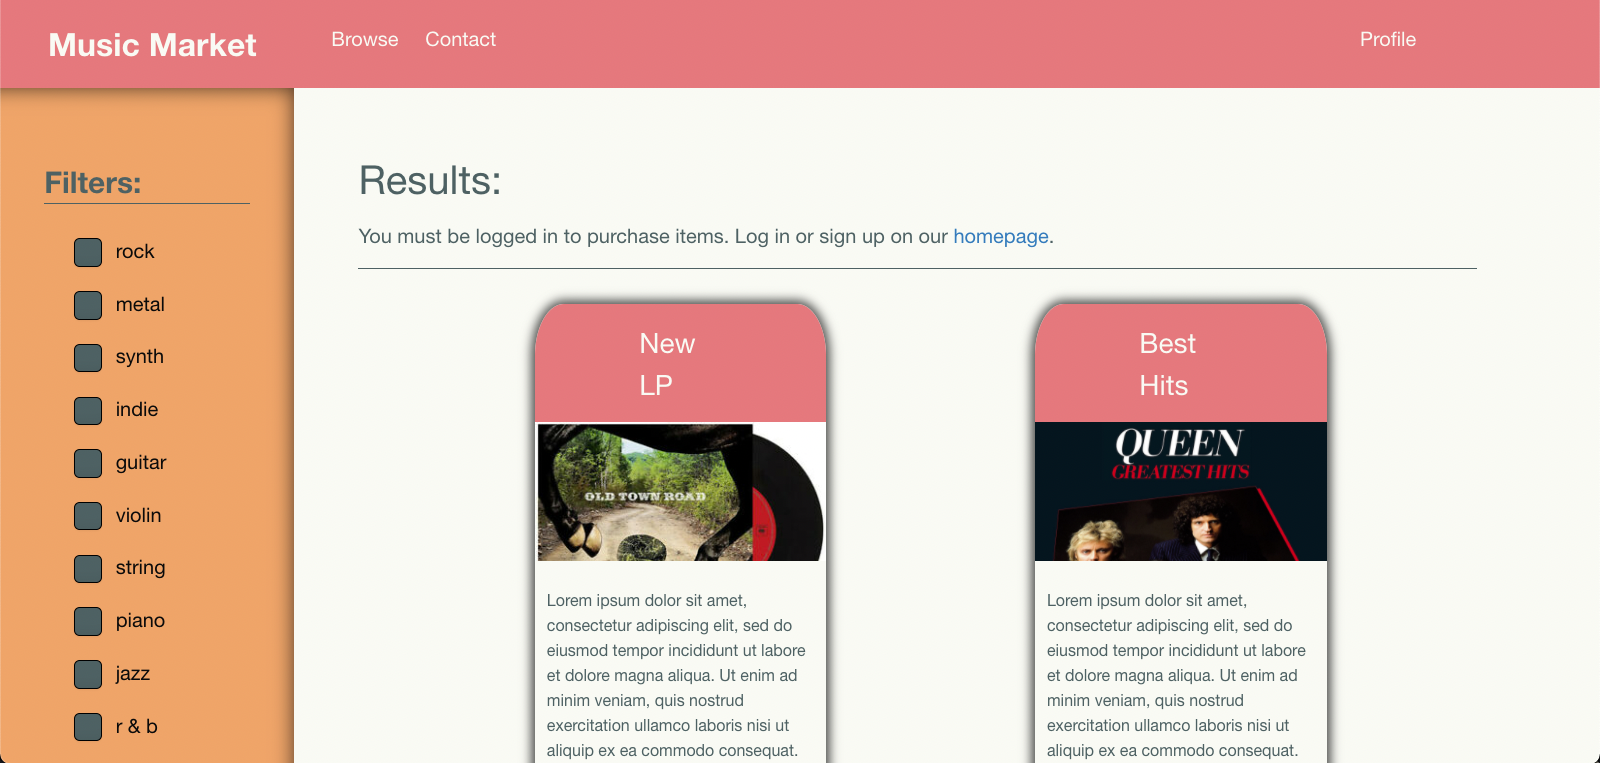 Music Market
Browse
Contact
Profile
Filters:
rock
metal
synth
indie
guitar
violin
string
piano
jazz
r & b
Results:
You must be logged in to purchase items. Log in or sign up on our homepage.
New
LP
OLD TOWN ROAD
Lorem ipsum dolor sit amet,
consectetur adipiscing elit, sed do
eiusmod tempor incididunt ut labore
et dolore magna aliqua. Ut enim ad
minim veniam, quis nostrud
exercitation ullamco laboris nisi ut
aliquip ex ea commodo consequat.
Best
Hits
QUEEN
GREATEST HITS
Lorem ipsum dolor sit amet,
consectetur adipiscing elit, sed do
eiusmod tempor incididunt ut labore
et dolore magna aliqua. Ut enim ad
minim veniam, quis nostrud
exercitation ullamco laboris nisi ut
aliquip ex ea commodo consequat.